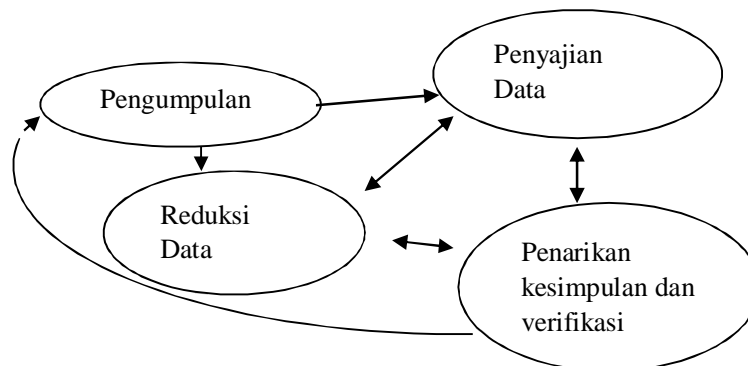 Pengumpulan
Penyajian
Data
Reduksi
Data
Penarikan
kesimpulan dan
verifikasi